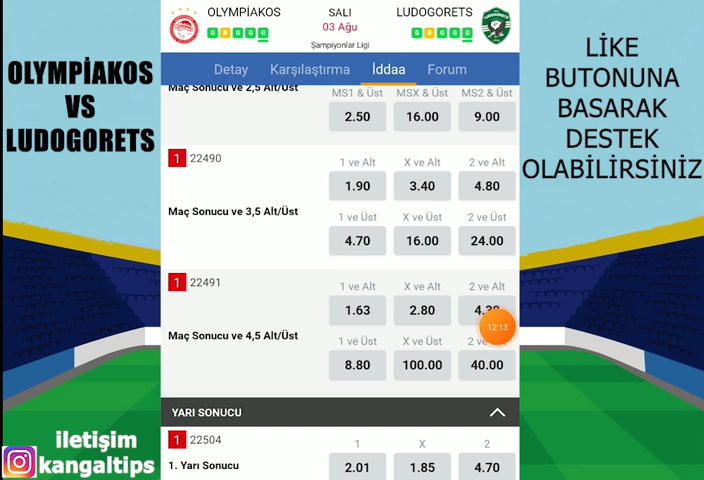 OLYMPİAKOS
VS
LUDOGORETS
OLYMPİAKOS
G B G G G
SALI
03 Ağu
Şampiyonlar Ligi
LUDOGORETS
G B G G G
Detay Karşılaştırma İddaa Forum
Maç Sonucu ve 2,5 Alt/Üst
MS1 & Üst MSX & Üst MS2 & Üst
2.50 16.00 9.00
1 22490
1 ve Alt X ve Alt 2 ve Alt
1.90 3.40 4.80
Maç Sonucu ve 3,5 Alt/Üst
1 ve Üst X ve Üst 2 ve Üst
4.70 16.00 24.00
1 22491
1 ve Alt X ve Alt 2 ve Alt
1.63 2.80
12:13
Maç Sonucu ve 4,5 Alt/Üst
1 ve Üst X ve Üst 2 ve
8.80 100.00 40.00
YARI SONUCU
1 22504
1 X 2
1. Yarı Sonucu
2.01 1.85 4.70
LİKE
BUTONUNA
BASARAK
DESTEK
OLABİLİRSİNİZ
iletişim
kangaltips